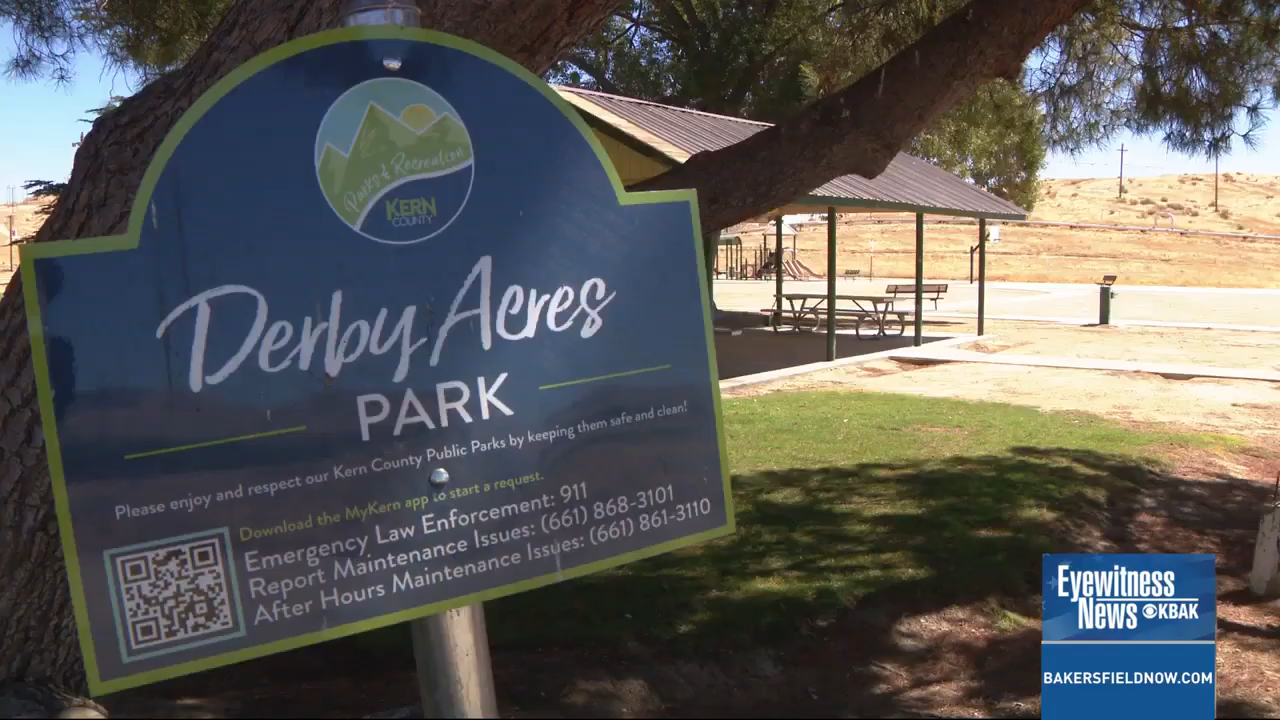 Parks & Recreation
KERN
COUNTY
Derby Acres
PARK
Please enjoy and respect our Kern County Public Parks by keeping them safe and clean!
Download the MyKern app to start a request.
Emergency Law Enforcement: 911
Report Maintenance Issues: (661) 868-3101
After Hours Maintenance Issues: (661) 861-3110
EYEWITNESS
NEWS KBAK
BAKERSFIELDNOW.COM